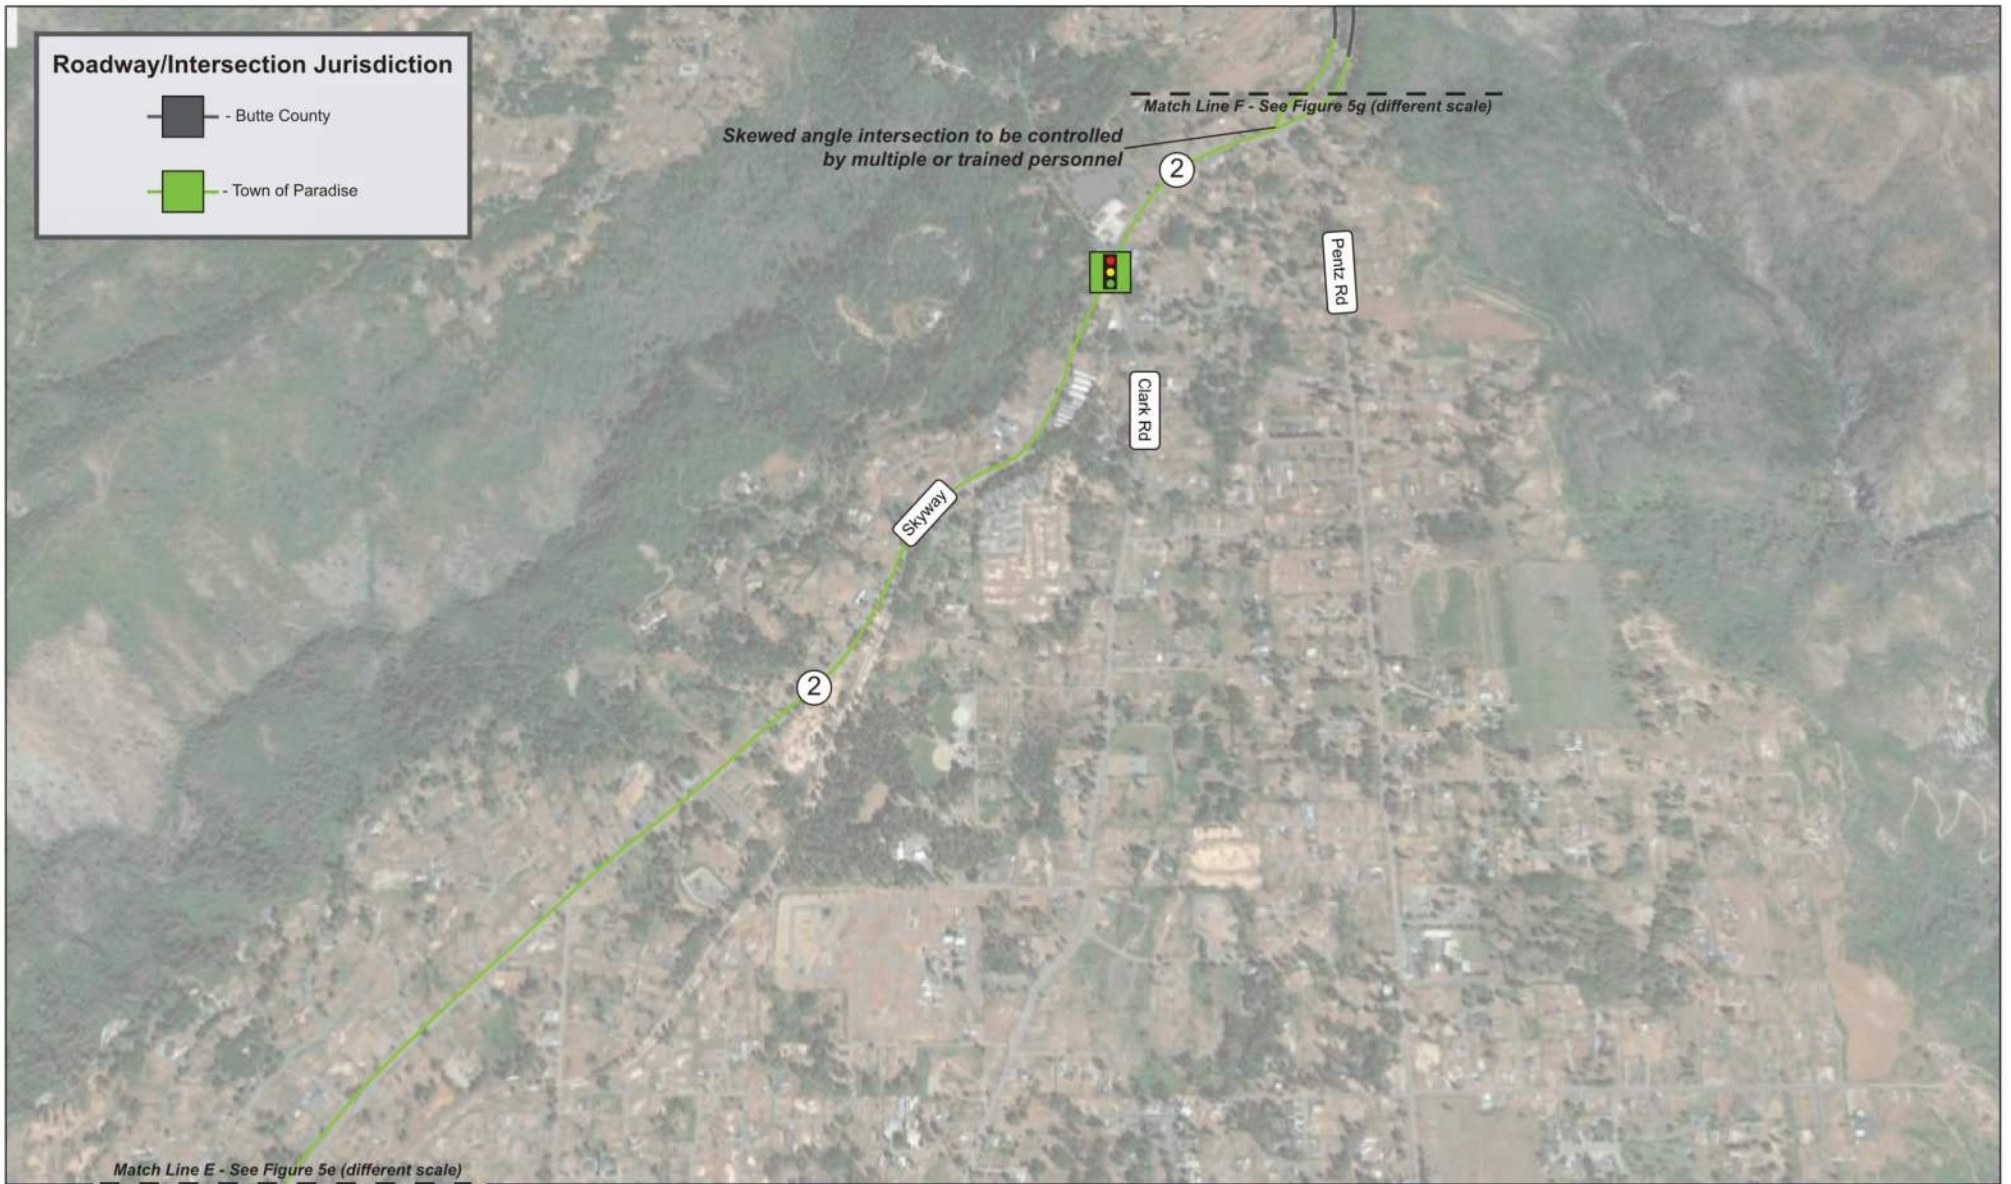 Roadway/Intersection Jurisdiction
- Butte County
- Town of Paradise
Match Line F - See Figure 5g (different scale)
Skewed angle intersection to be controlled
by multiple or trained personnel
2
Pentz Rd
Clark Rd
Skyway
2
Match Line E - See Figure 5e (different scale)